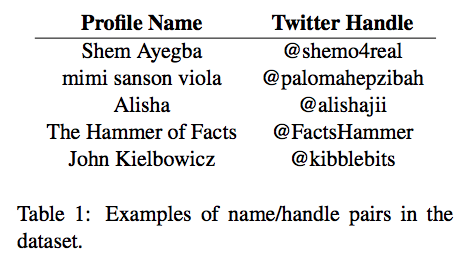 Profile Name Twitter Handle
Shem Ayegba @shemo4real
mimi sanson viola @palomahepzibah
Alisha @alishajii
The Hammer of Facts @FactsHammer
John Kielbowicz @kibblebits
Table 1: Examples of name/handle pairs in the
dataset.